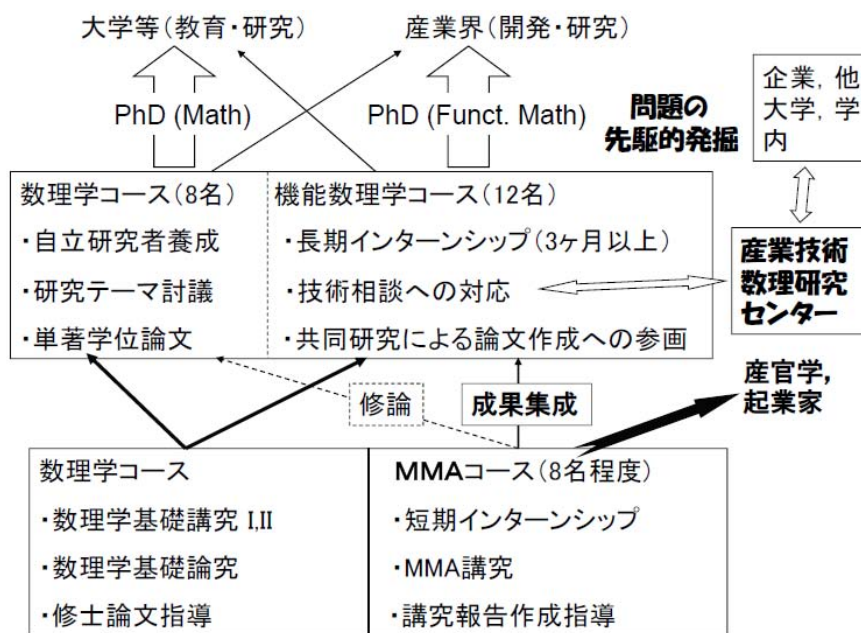 大学等(教育・研究)
産業界(開発・研究)
PhD (Math)
PhD (Funct. Math)
問題の
先駆的発掘
企業, 他
大学, 学
内
数理学コース(8名)
・自立研究者養成
・研究テーマ討議
・単著学位論文
機能数理学コース(12名)
・長期インターンシップ(3ヶ月以上)
・技術相談への対応
・共同研究による論文作成への参画
産業技術
数理研究
センター
修論
成果集成
産官学,
起業家
数理学コース
・数理学基礎講究 I,II
・数理学基礎論究
・修士論文指導
MMAコース(8名程度)
・短期インターンシップ
・MMA講究
・講究報告作成指導